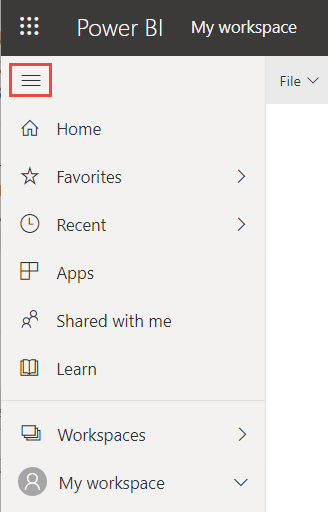 Power BI My workspace
File
Home
Favorites
Recent
Apps
Shared with me
Learn
Workspaces
My workspace